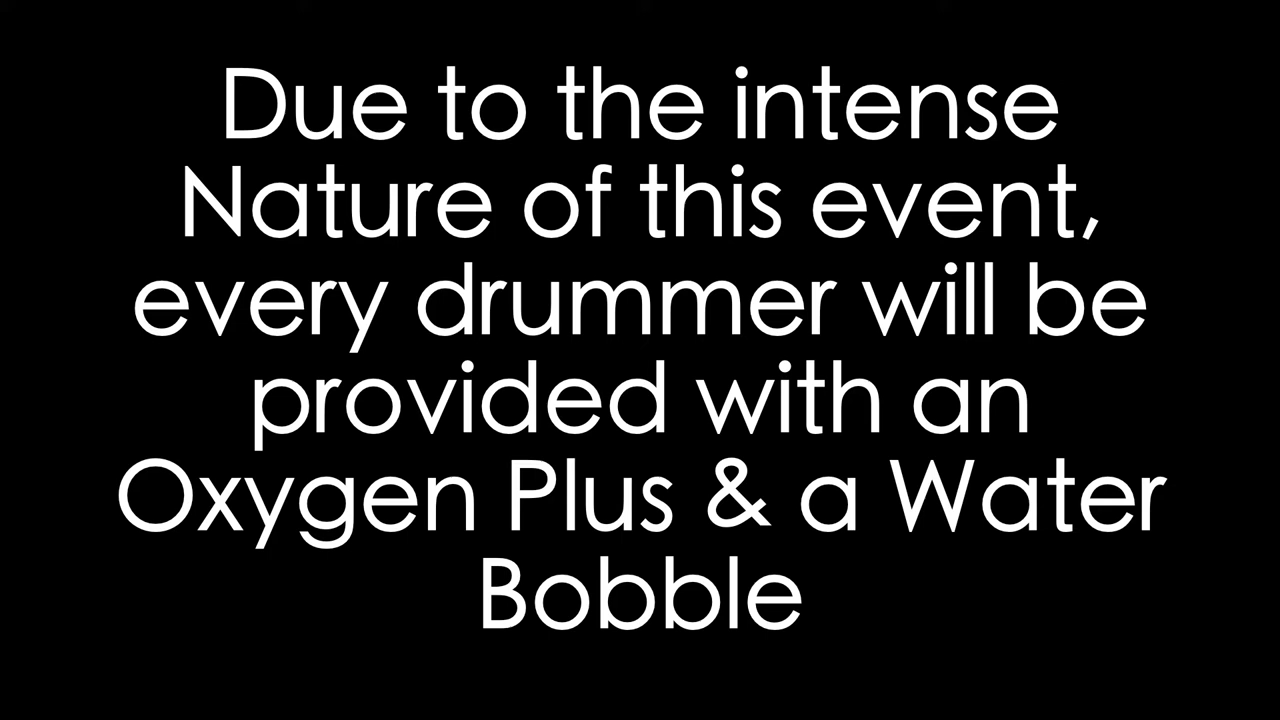 Due to the intense
Nature of this event,
every drummer will be
provided with an
Oxygen Plus & a Water
Bobble